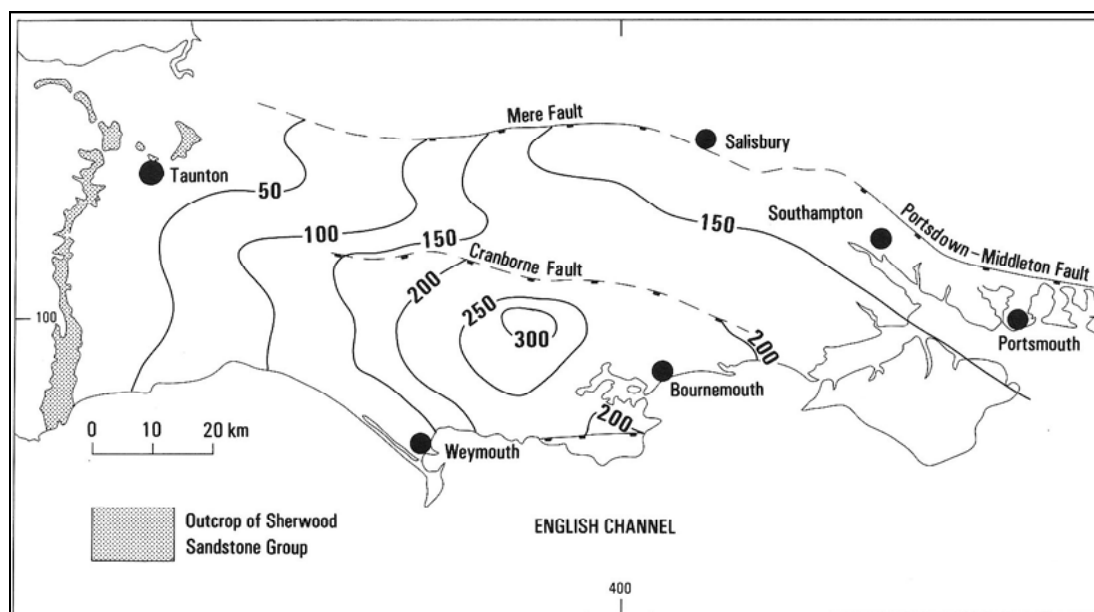 Mere Fault
Salisbury
Taunton
50
100
150
150
Southampton
Portsdown-Middleton Fault
Cranborne Fault
200
250
300
200
100
Portsmouth
Bournemouth
200
0 10 20 km
Weymouth
Outcrop of Sherwood
Sandstone Group
ENGLISH CHANNEL
400